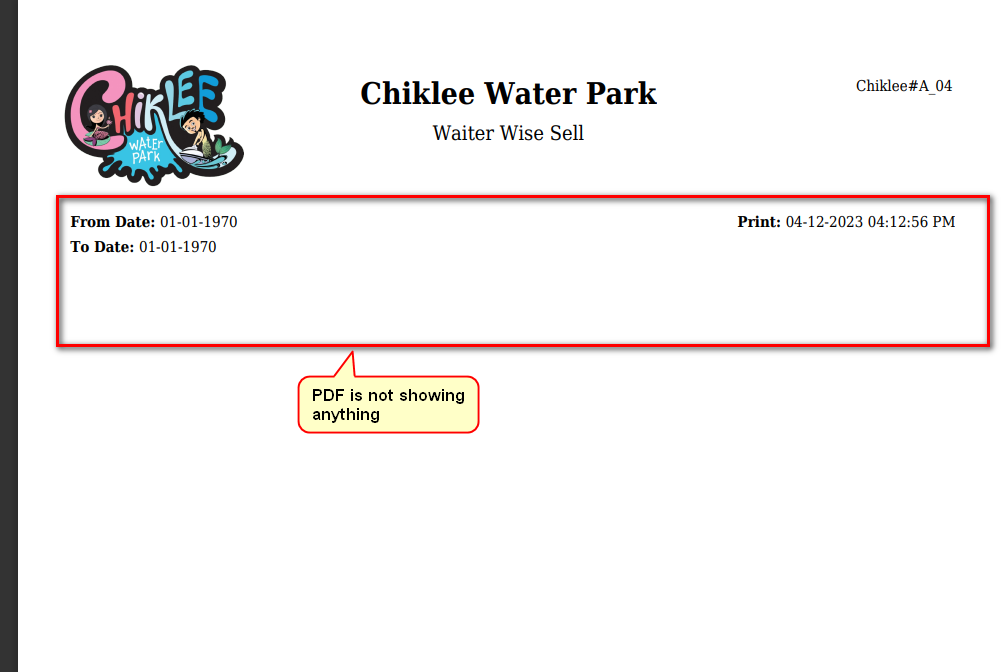 CHIKLEE
WATER
PARK
Chiklee Water Park
Waiter Wise Sell
Chiklee#A_04
From Date: 01-01-1970
Print: 04-12-2023 04:12:56 PM
To Date: 01-01-1970
PDF is not showing
anything